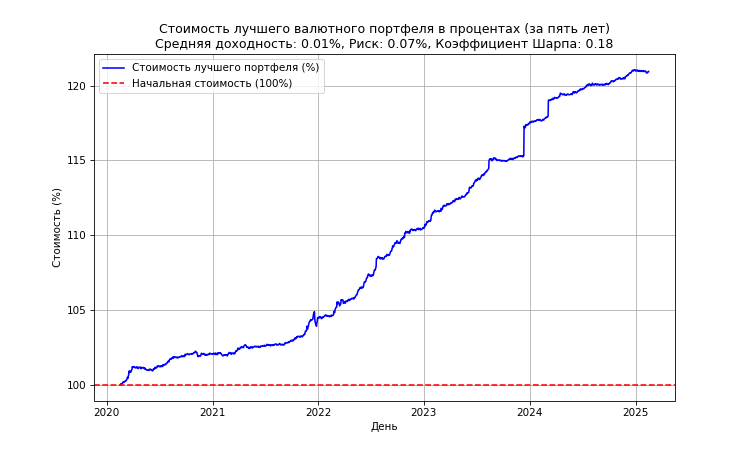 Стоимость лучшего валютного портфеля в процентах (за пять лет)
Средняя доходность: 0.01%, Риск: 0.07%, Коэффициент Шарпа: 0.18
Стоимость лучшего портфеля (%)
Начальная стоимость (100%)
Стоимость (%)
120
115
110
105
100
2020
2021
2022
2023
2024
2025
День